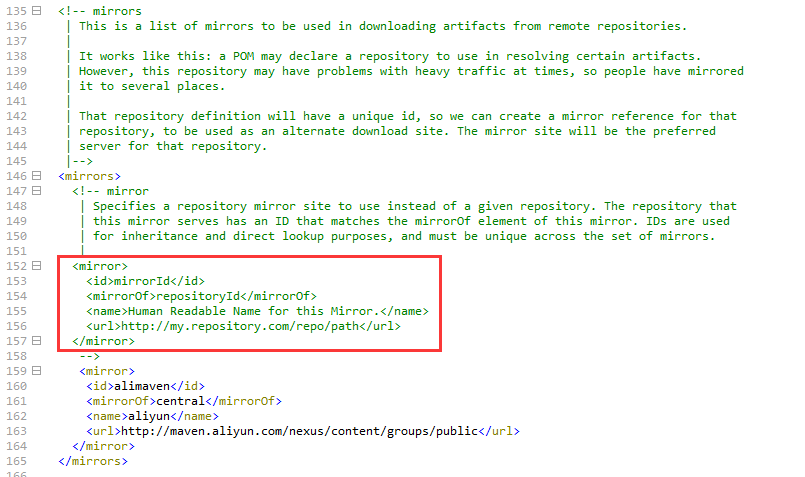 135 <!-- mirrors
136 | This is a list of mirrors to be used in downloading artifacts from remote repositories.
137 |
138 | It works like this: a POM may declare a repository to use in resolving certain artifacts.
139 | However, this repository may have problems with heavy traffic at times, so people have mirrored
140 | it to several places.
141 |
142 | That repository definition will have a unique id, so we can create a mirror reference for that
143 | repository, to be used as an alternate download site. The mirror site will be the preferred
144 | server for that repository.
145 |-->
146 <mirrors>
147 <!-- mirror
148 | Specifies a repository mirror site to use instead of a given repository. The repository that
149 | this mirror serves has an ID that matches the mirrorOf element of this mirror. IDs are used
150 | for inheritance and direct lookup purposes, and must be unique across the set of mirrors.
151 |
152 <mirror>
153 <id>mirrorId</id>
154 <mirrorOf>repositoryId</mirrorOf>
155 <name>Human Readable Name for this Mirror.</name>
156 <url>http://my.repository.com/repo/path</url>
157 </mirror>
158 -->
159 <mirror>
160 <id>alimaven</id>
161 <mirrorOf>central</mirrorOf>
162 <name>aliyun</name>
163 <url>http://maven.aliyun.com/nexus/content/groups/public</url>
164 </mirror>
165 </mirrors>
166